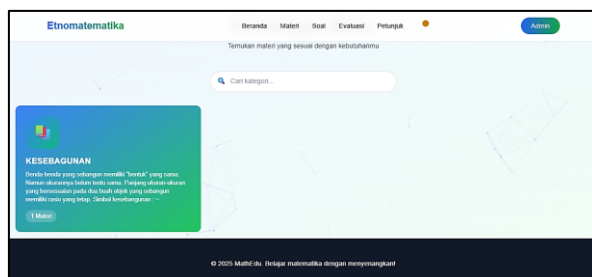 Etnomatematika
Beranda Materi Soal Evaluasi Petunjuk
Admin
Temukan materi yang sesuai dengan kebutuhanmu
Cari kategori...
KESEBAGUNAN
Benda-benda yang sebangun memiliki "bentuk" yang sama.
Namun ukurannya belum tentu sama. Panjang ukuran-ukuran
yang bersesuaian pada dua buah objek yang sebangun
memiliki rasio yang tetap. Simbol kesebangunan : ~
1 Materi
© 2025 MathEdu. Belajar matematika dengan menyenangkan!